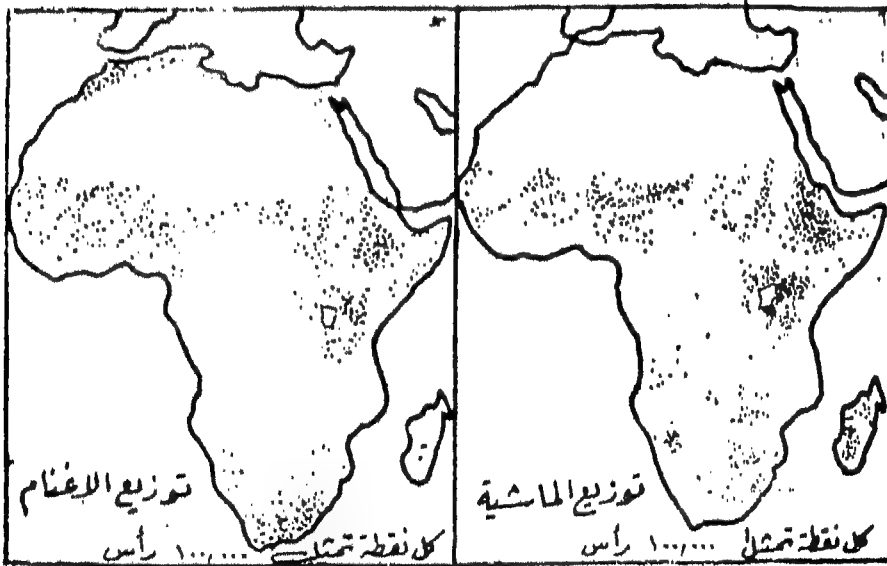 توزيع الاغنام
كل نقطة تمثل ١٠٠,٠٠٠ رأس
توزيع الماشية
كل نقطة تمثل ١٠٠,٠٠٠ رأس